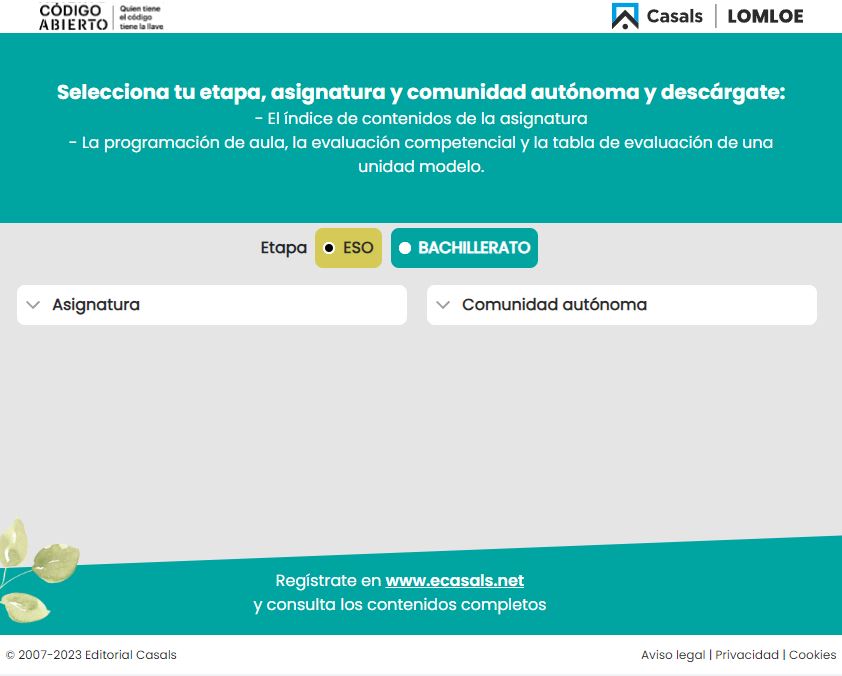 CÓDIGO
ABIERTO
Quien tiene
el código
tiene la llave
Casals | LOMLOE
Selecciona tu etapa, asignatura y comunidad autónoma y descárgate:
- El índice de contenidos de la asignatura
- La programación de aula, la evaluación competencial y la tabla de evaluación de una
unidad modelo.
Etapa ESO BACHILLERATO
Asignatura
Comunidad autónoma
Regístrate en www.ecasals.net
y consulta los contenidos completos
© 2007-2023 Editorial Casals
Aviso legal | Privacidad | Cookies